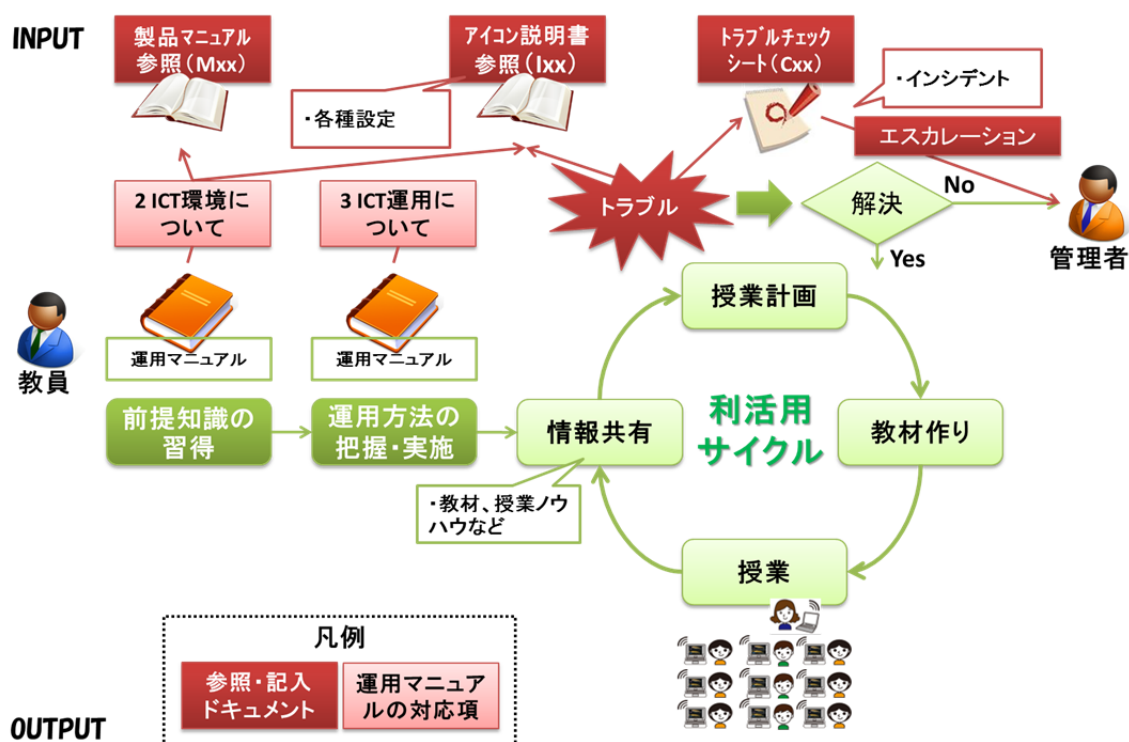 INPUT
製品マニュアル
参照(Mxx)
アイコン説明書
参照(Ixx)
トラブルチェック
シート(Cxx)
・各種設定
・インシデント
エスカレーション
2 ICT環境に
ついて
3 ICT運用に
ついて
トラブル
解決
No
Yes
管理者
教員
運用マニュアル
運用マニュアル
前提知識の
習得
運用方法の
把握・実施
情報共有
授業計画
利活用
サイクル
教材作り
・教材、授業ノウ
ハウなど
授業
凡例
参照・記入
ドキュメント
運用マニュア
ルの対応項
OUTPUT